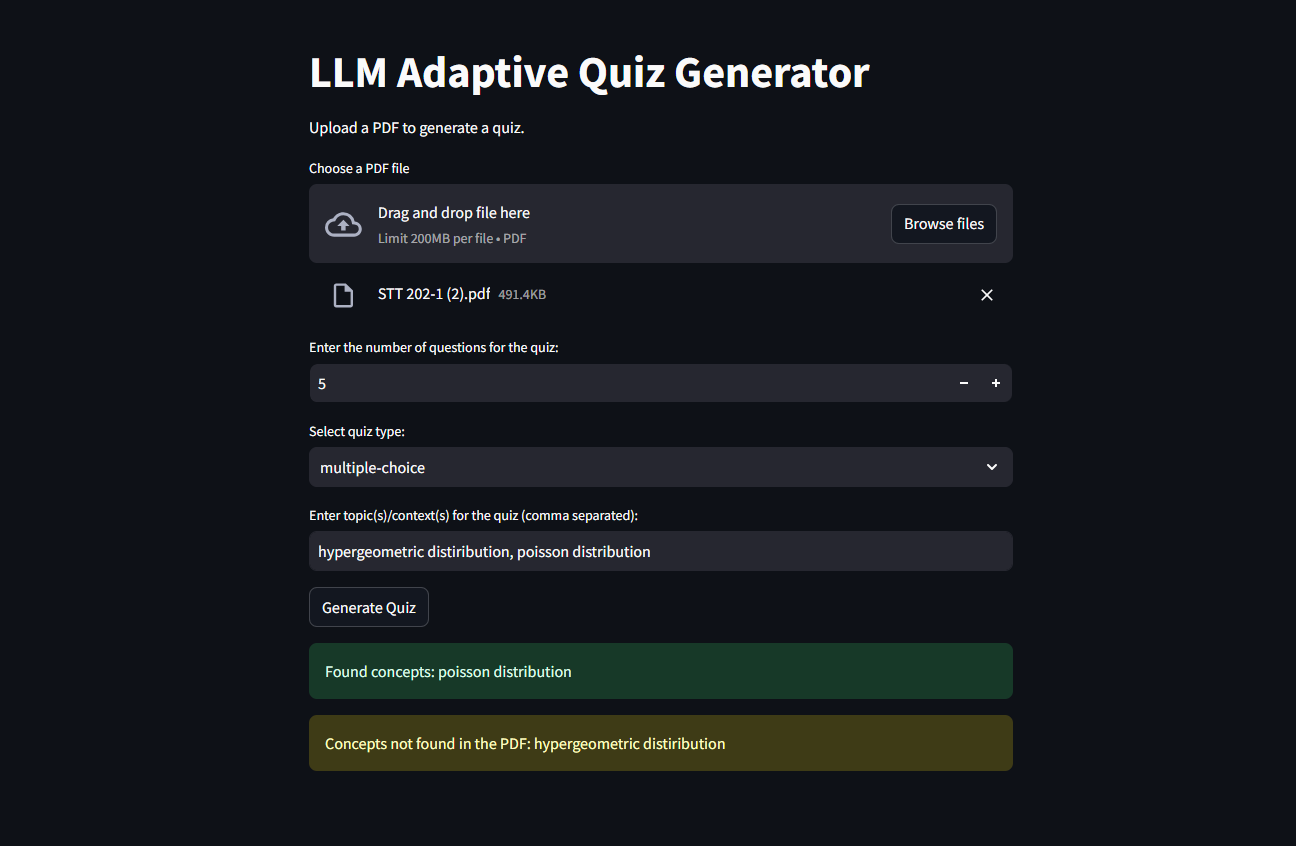 LLM Adaptive Quiz Generator
Upload a PDF to generate a quiz.
Choose a PDF file
Drag and drop file here
Limit 200MB per file • PDF
Browse files
STT 202-1 (2).pdf 491.4KB
Enter the number of questions for the quiz:
5
Select quiz type:
multiple-choice
Enter topic(s)/context(s) for the quiz (comma separated):
hypergeometric distiribution, poisson distribution
Generate Quiz
Found concepts: poisson distribution
Concepts not found in the PDF: hypergeometric distiribution